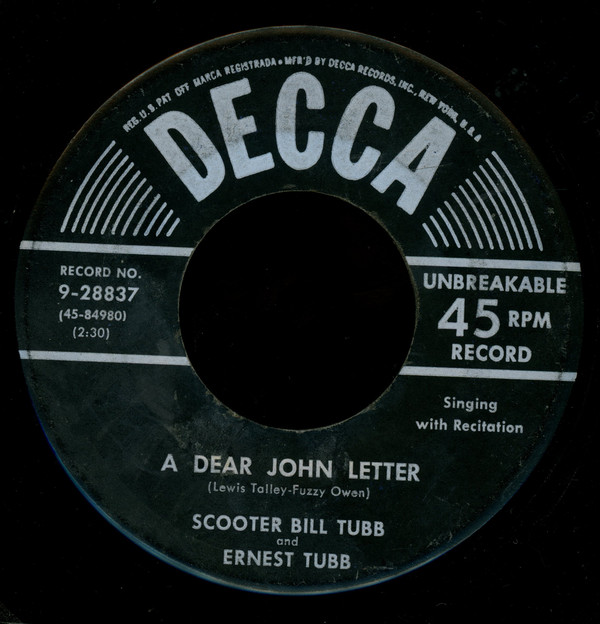 REG. U.S. PAT OFF MARCA REGISTRADA • MFR'D BY DECCA RECORDS, INC., NEW YORK, U.S.A
DECCA
RECORD NO.
9-28837
(45-84980)
(2:30)
UNBREAKABLE
45 RPM
RECORD
Singing
with Recitation
A DEAR JOHN LETTER
(Lewis Talley-Fuzzy Owen)
SCOOTER BILL TUBB
and
ERNEST TUBB